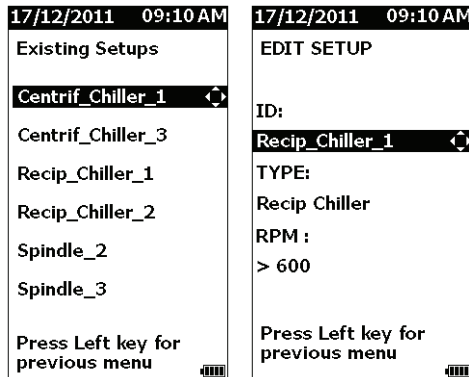 17/12/2011 09:10 AM
Existing Setups
Centrif_Chiller_1
Centrif_Chiller_3
Recip_Chiller_1
Recip_Chiller_2
Spindle_2
Spindle_3
Press Left key for
previous menu
17/12/2011 09:10 AM
EDIT SETUP
ID:
Recip_Chiller_1
TYPE:
Recip Chiller
RPM :
> 600
Press Left key for
previous menu